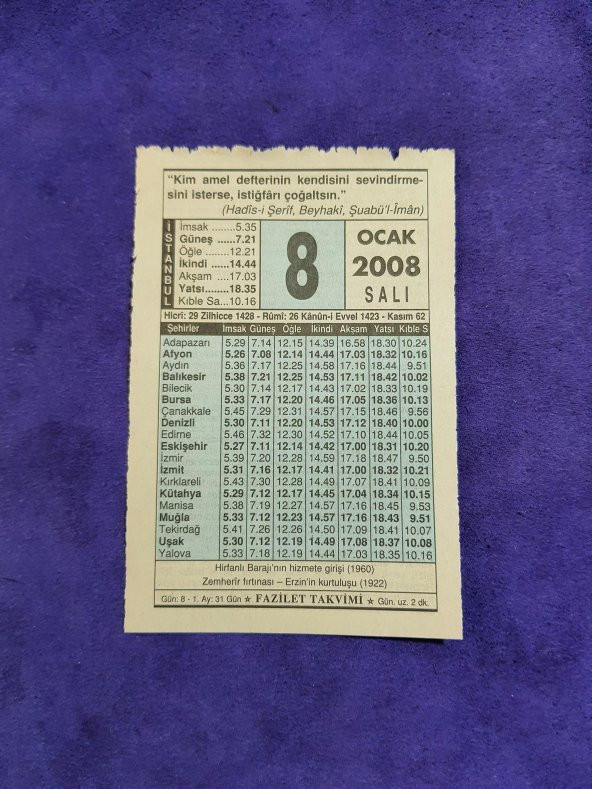 “Kim amel defterinin kendisini sevindirme-
sini isterse, istiğfârı çoğaltsın.”
(Hadîs-i Şerîf, Beyhakî, Şuabü'l-Îmân)
İSTANBUL
İmsak ........5.35
Güneş ......7.21
Öğle ........12.21
İkindi ......14.44
Akşam ....17.03
Yatsı........18.35
Kıble Sa...10.16
8
OCAK
2008
SALI
Hicrî: 29 Zilhicce 1428 - Rûmî: 26 Kânûn-i Evvel 1423 - Kasım 62
Şehirler İmsak Güneş Öğle İkindi Akşam Yatsı Kıble S
Adapazarı 5.29 7.14 12.15 14.39 16.58 18.30 10.24
Afyon 5.26 7.08 12.14 14.44 17.03 18.32 10.16
Aydın 5.36 7.17 12.25 14.58 17.16 18.44 9.51
Balıkesir 5.38 7.21 12.25 14.53 17.11 18.42 10.02
Bilecik 5.30 7.14 12.17 14.43 17.02 18.33 10.19
Bursa 5.33 7.17 12.20 14.46 17.05 18.36 10.13
Çanakkale 5.45 7.29 12.31 14.57 17.15 18.46 9.56
Denizli 5.30 7.11 12.20 14.53 17.12 18.40 10.00
Edirne 5.46 7.32 12.30 14.52 17.10 18.44 10.05
Eskişehir 5.27 7.11 12.14 14.42 17.00 18.31 10.20
İzmir 5.39 7.20 12.28 14.59 17.18 18.47 9.50
İzmit 5.31 7.16 12.17 14.41 17.00 18.32 10.21
Kırklareli 5.43 7.30 12.28 14.49 17.07 18.41 10.09
Kütahya 5.29 7.12 12.17 14.45 17.04 18.34 10.15
Manisa 5.38 7.19 12.27 14.57 17.16 18.45 9.53
Muğla 5.33 7.12 12.23 14.57 17.16 18.43 9.51
Tekirdağ 5.41 7.26 12.26 14.50 17.09 18.41 10.07
Uşak 5.30 7.12 12.19 14.49 17.08 18.37 10.08
Yalova 5.33 7.18 12.19 14.44 17.03 18.35 10.16
Hirfanlı Barajı'nın hizmete girişi (1960)
Zemherîr fırtınası – Erzin'in kurtuluşu (1922)
Gün: 8 - 1. Ay: 31 Gün ★ FAZİLET TAKVİMİ ★ Gün. uz. 2 dk.